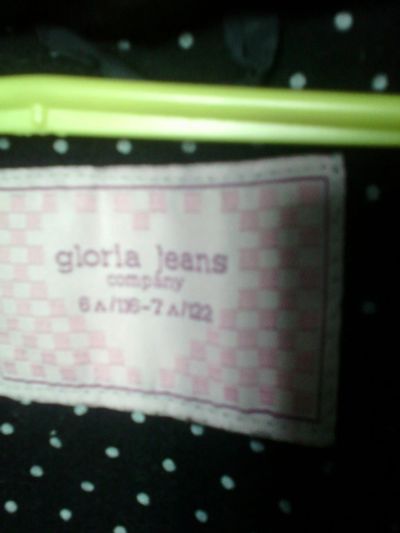 gloria jeans
company
6 л/116-7 л/122